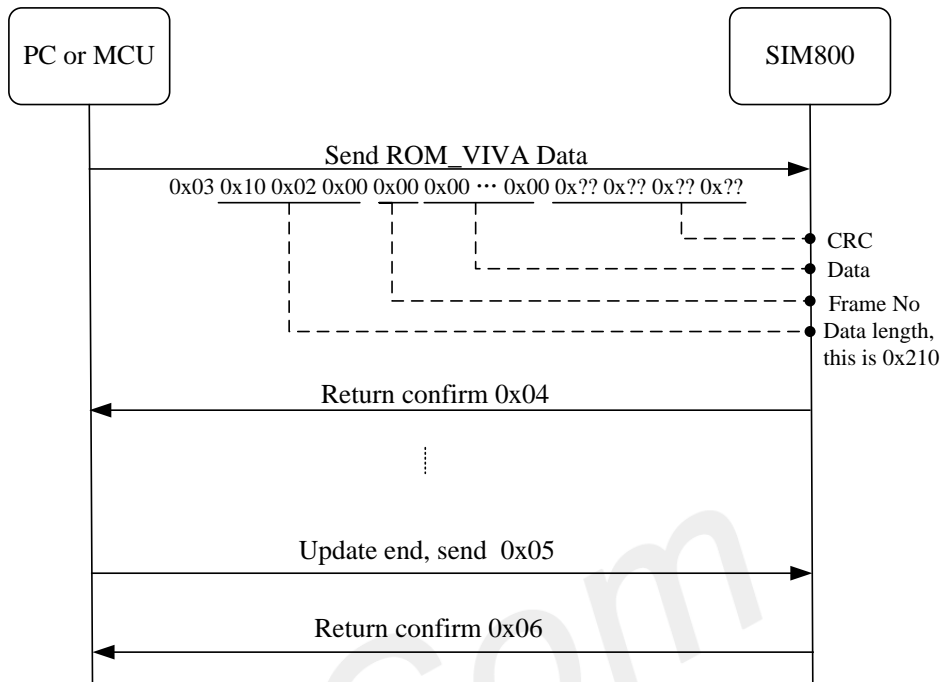 PC or MCU
SIM800
Send ROM_VIVA Data
0x03 0x10 0x02 0x00 0x00 0x00 ··· 0x00 0x?? 0x?? 0x?? 0x??
CRC
Data
Frame No
Data length,
this is 0x210
Return confirm 0x04
Update end, send 0x05
Return confirm 0x06
Com